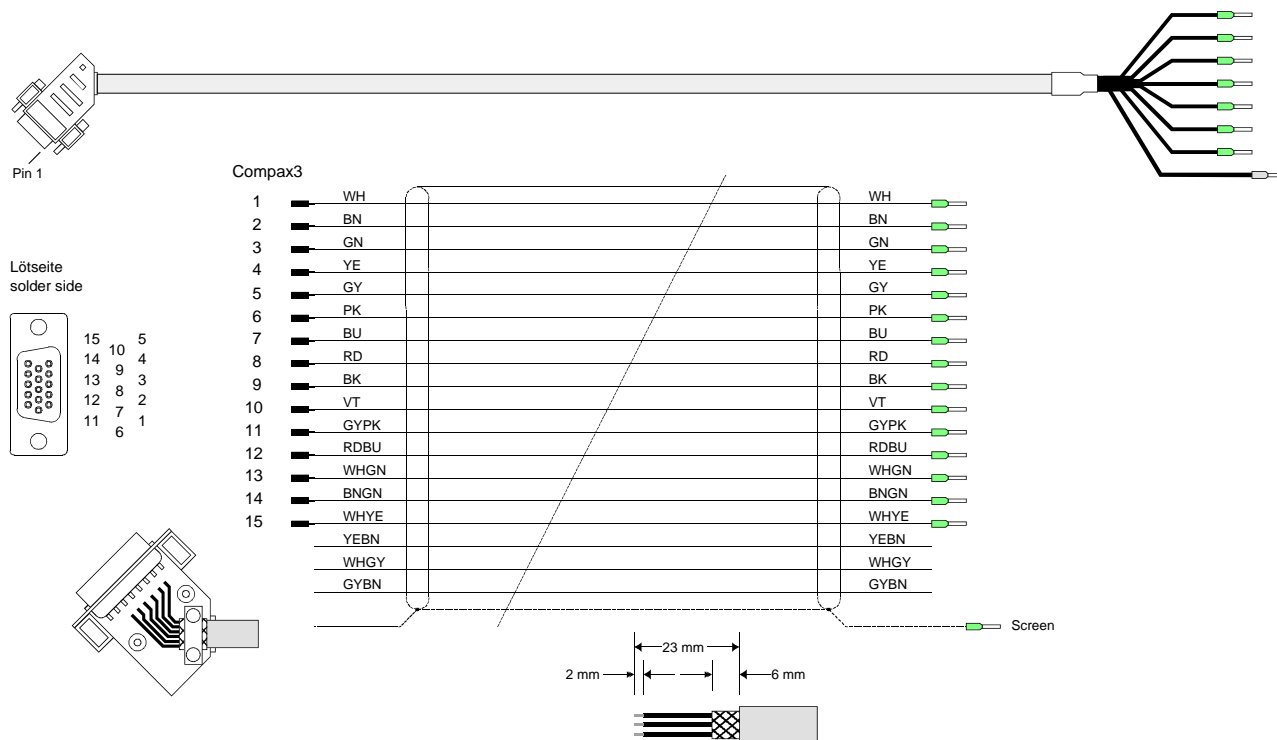 Pin 1
Compax3
1 WH WH
2 BN BN
3 GN GN
4 YE YE
5 GY GY
6 PK PK
7 BU BU
8 RD RD
9 BK BK
10 VT VT
11 GYPK GYPK
12 RDBU RDBU
13 WHGN WHGN
14 BNGN BNGN
15 WHYE WHYE
YEBN YEBN
WHGY WHGY
GYBN GYBN
Screen
Lötseite
solder side
15 5
10
14 4
9
13 3
8
12 2
7
11 1
6
23 mm
2 mm 6 mm